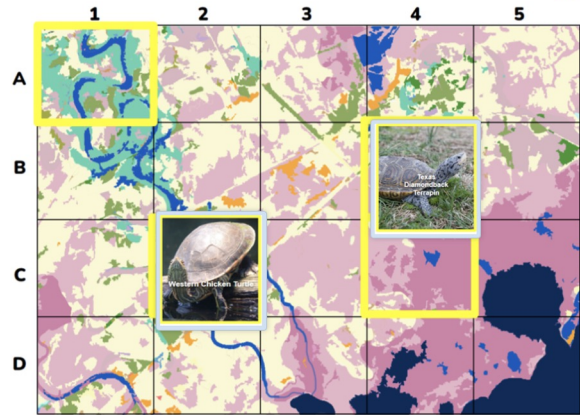 1 2 3 4 5
A
B
Texas
Diamondback
Terrapin
C
Western Chicken Turtle
D